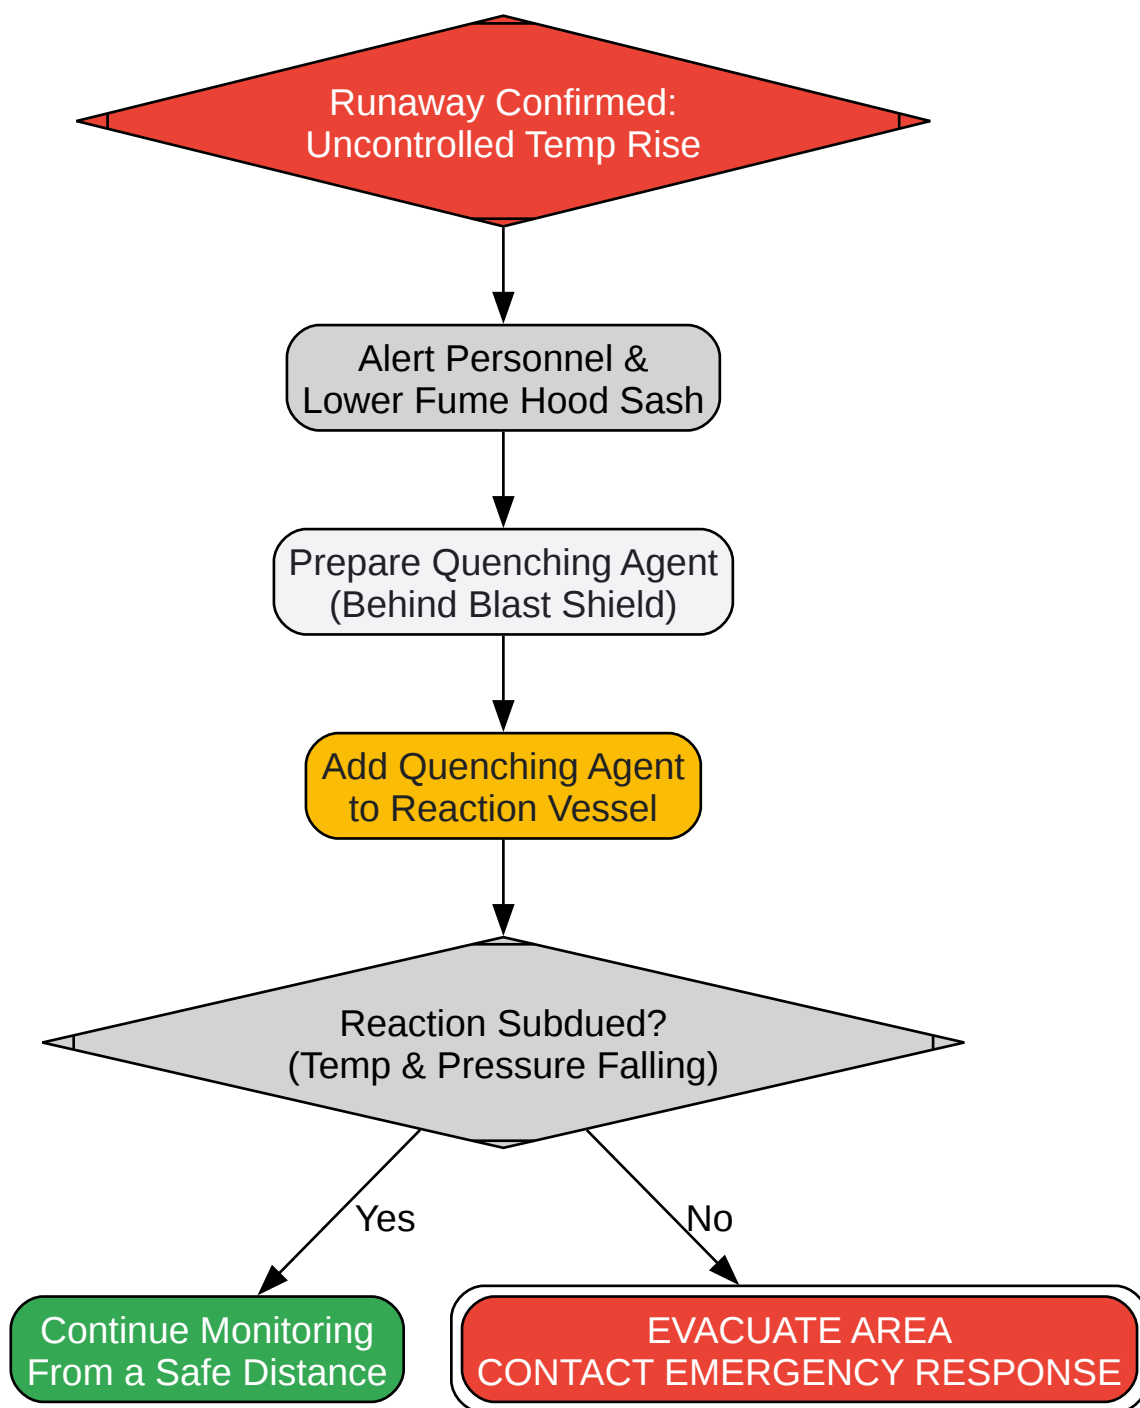 Runaway Confirmed:
Uncontrolled Temp Rise
Alert Personnel &
Lower Fume Hood Sash
Prepare Quenching Agent
(Behind Blast Shield)
Add Quenching Agent
to Reaction Vessel
Reaction Subdued?
(Temp & Pressure Falling)
Yes
No
Continue Monitoring
From a Safe Distance
EVACUATE AREA
CONTACT EMERGENCY RESPONSE